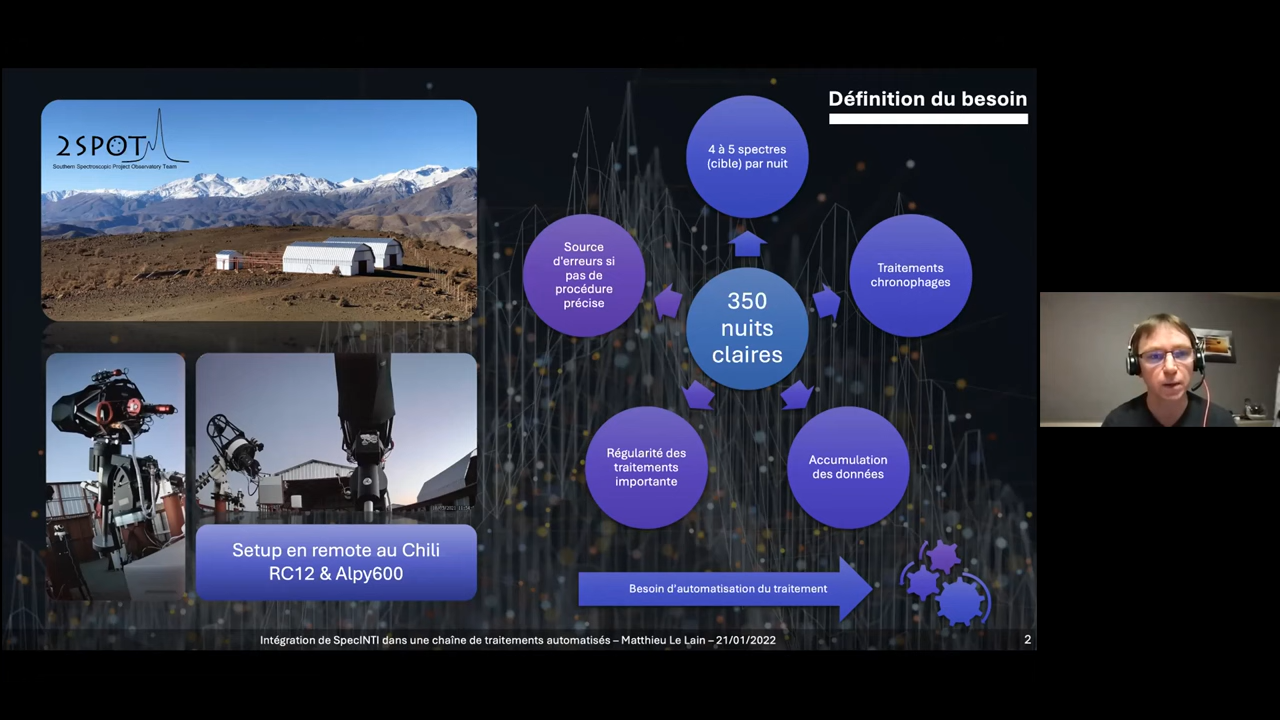 Définition du besoin
2SPOT
Southern Spectroscopic Project Observatory Team
4 à 5 spectres
(cible) par nuit
Source
d'erreurs si
pas de
procédure
précise
Traitements
chronophages
350
nuits
claires
Régularité des
traitements
importante
Accumulation
des données
Setup en remote au Chili
RC12 & Alpy600
Besoin d'automatisation du traitement
Intégration de SpecINTI dans une chaîne de traitements automatisés – Matthieu Le Lain – 21/01/2022
2